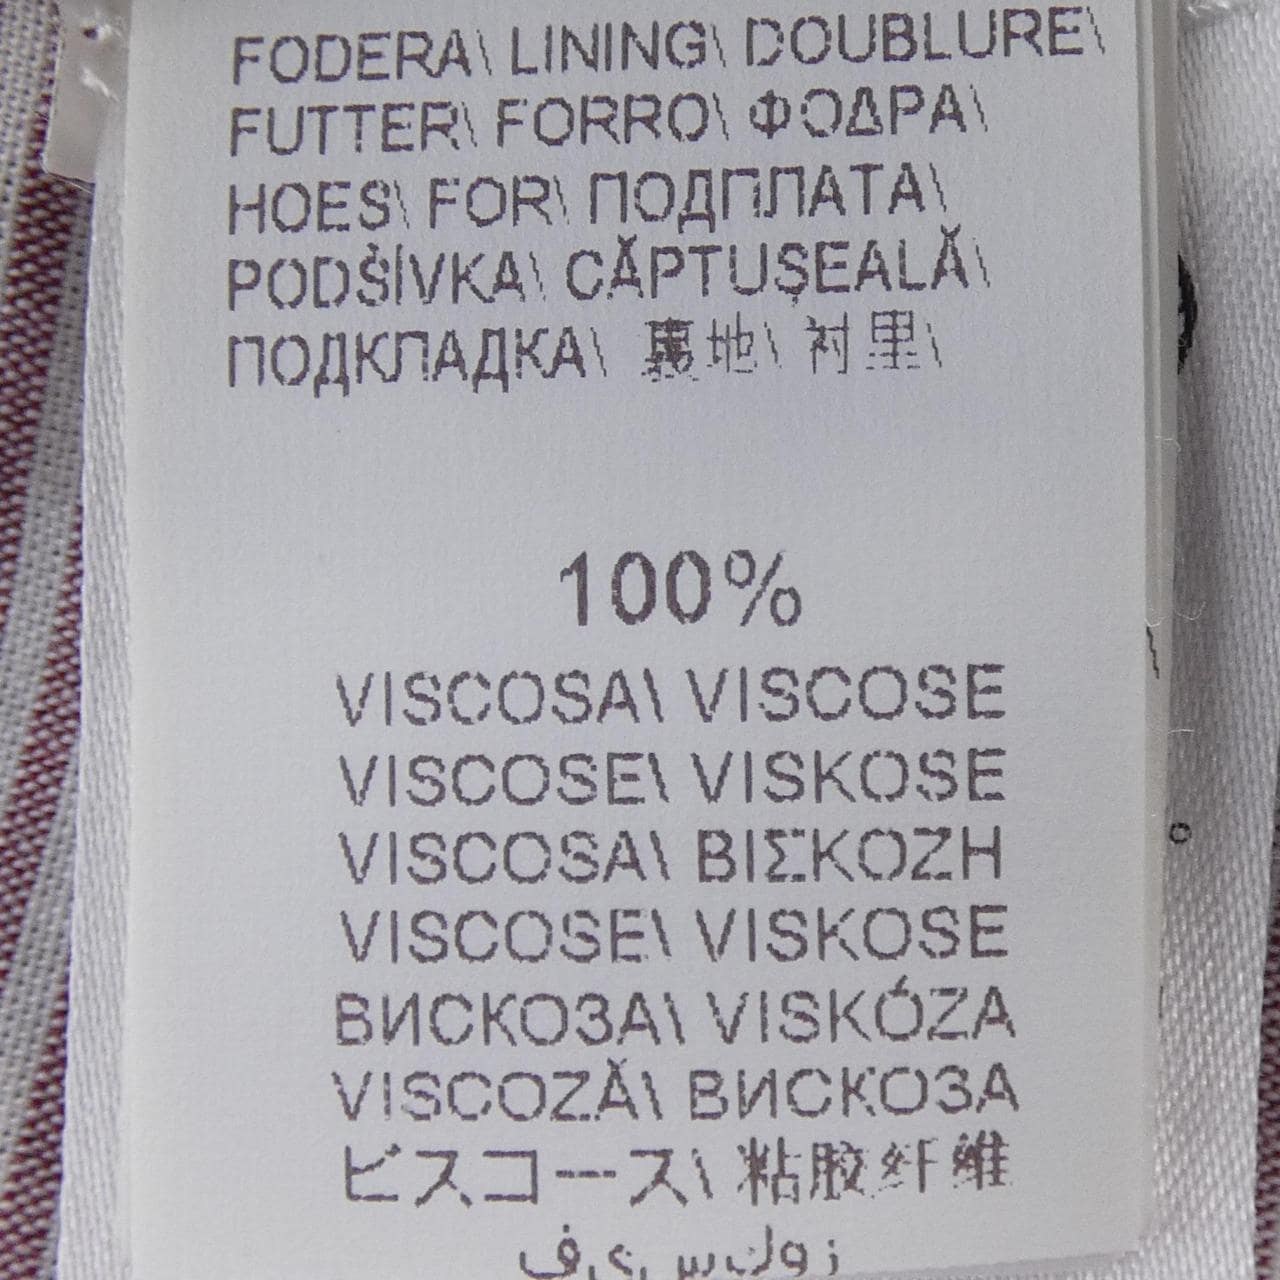 FODERA\ LINING\ DOUBLURE\
FUTTER\ FORRO\ ΦΟΔΡΑ\
HOES\ FOR\ ПОДПЛАТА\
PODŠÍVKA\ CĂPTUŞEALĂ\
ПОДКЛАДКА\ 裏地\ 衬里\
100%
VISCOSA\ VISCOSE
VISCOSE\ VISKOSE
VISCOSA\ ΒΙΣΚΟΖΗ
VISCOSE\ VISKOSE
ВИСКОЗА\ VISKÓZA
VISCOZĂ\ ВИСКОЗА
ビスコース\ 粘胶纤维